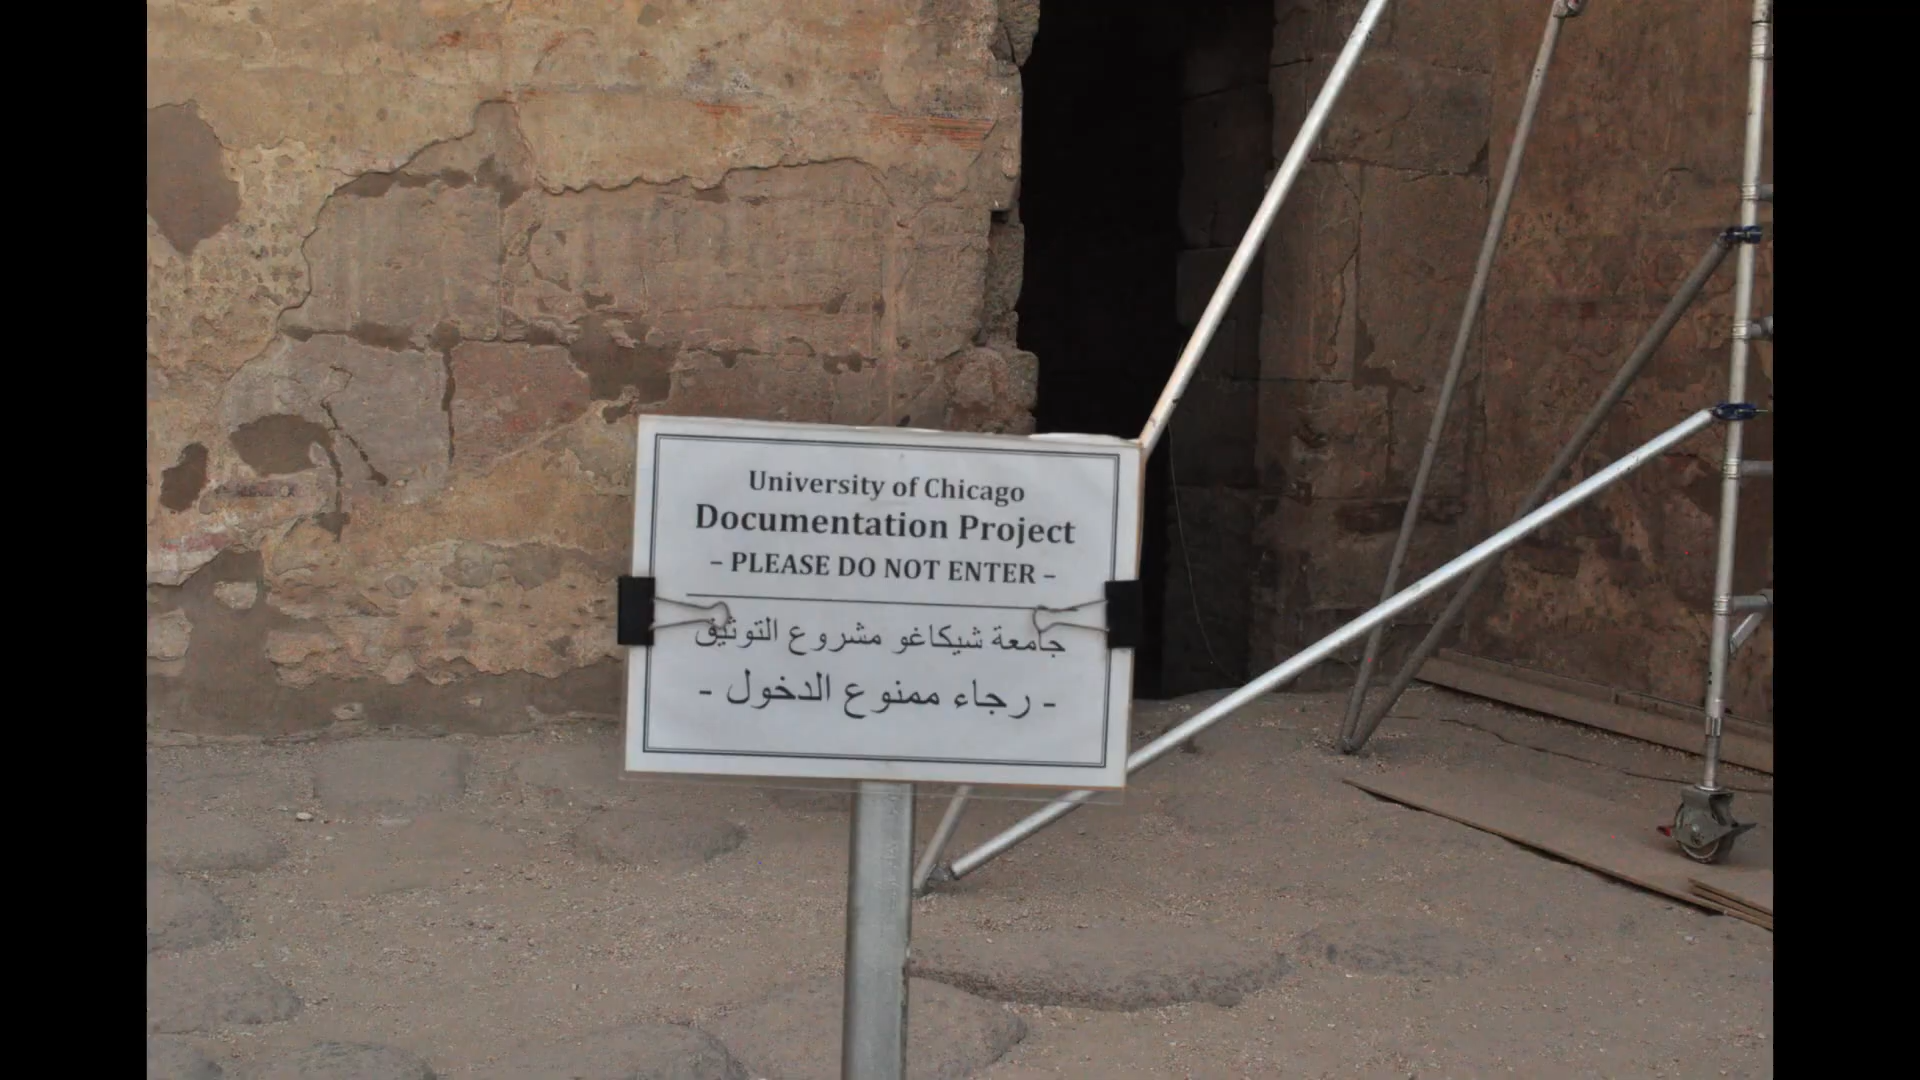 University of Chicago
Documentation Project
– PLEASE DO NOT ENTER –
جامعة شيكاغو مشروع التوثيق
- رجاء ممنوع الدخول -